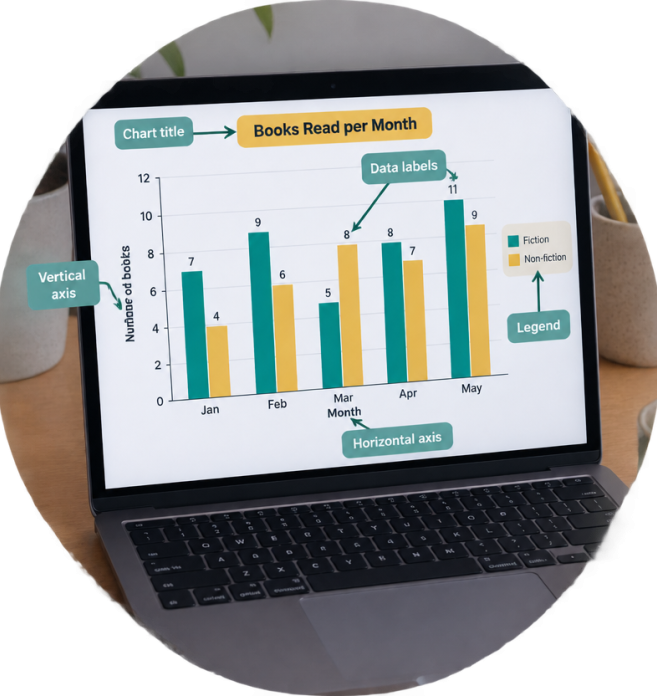 Chart title
Books Read per Month
Data labels
12
10
8
6
4
2
0
7
4
9
6
5
8
8
7
11
9
Fiction
Non-fiction
Legend
Vertical
axis
od books
Jan
Feb
Mar
Apr
May
Month
Horizontal axis